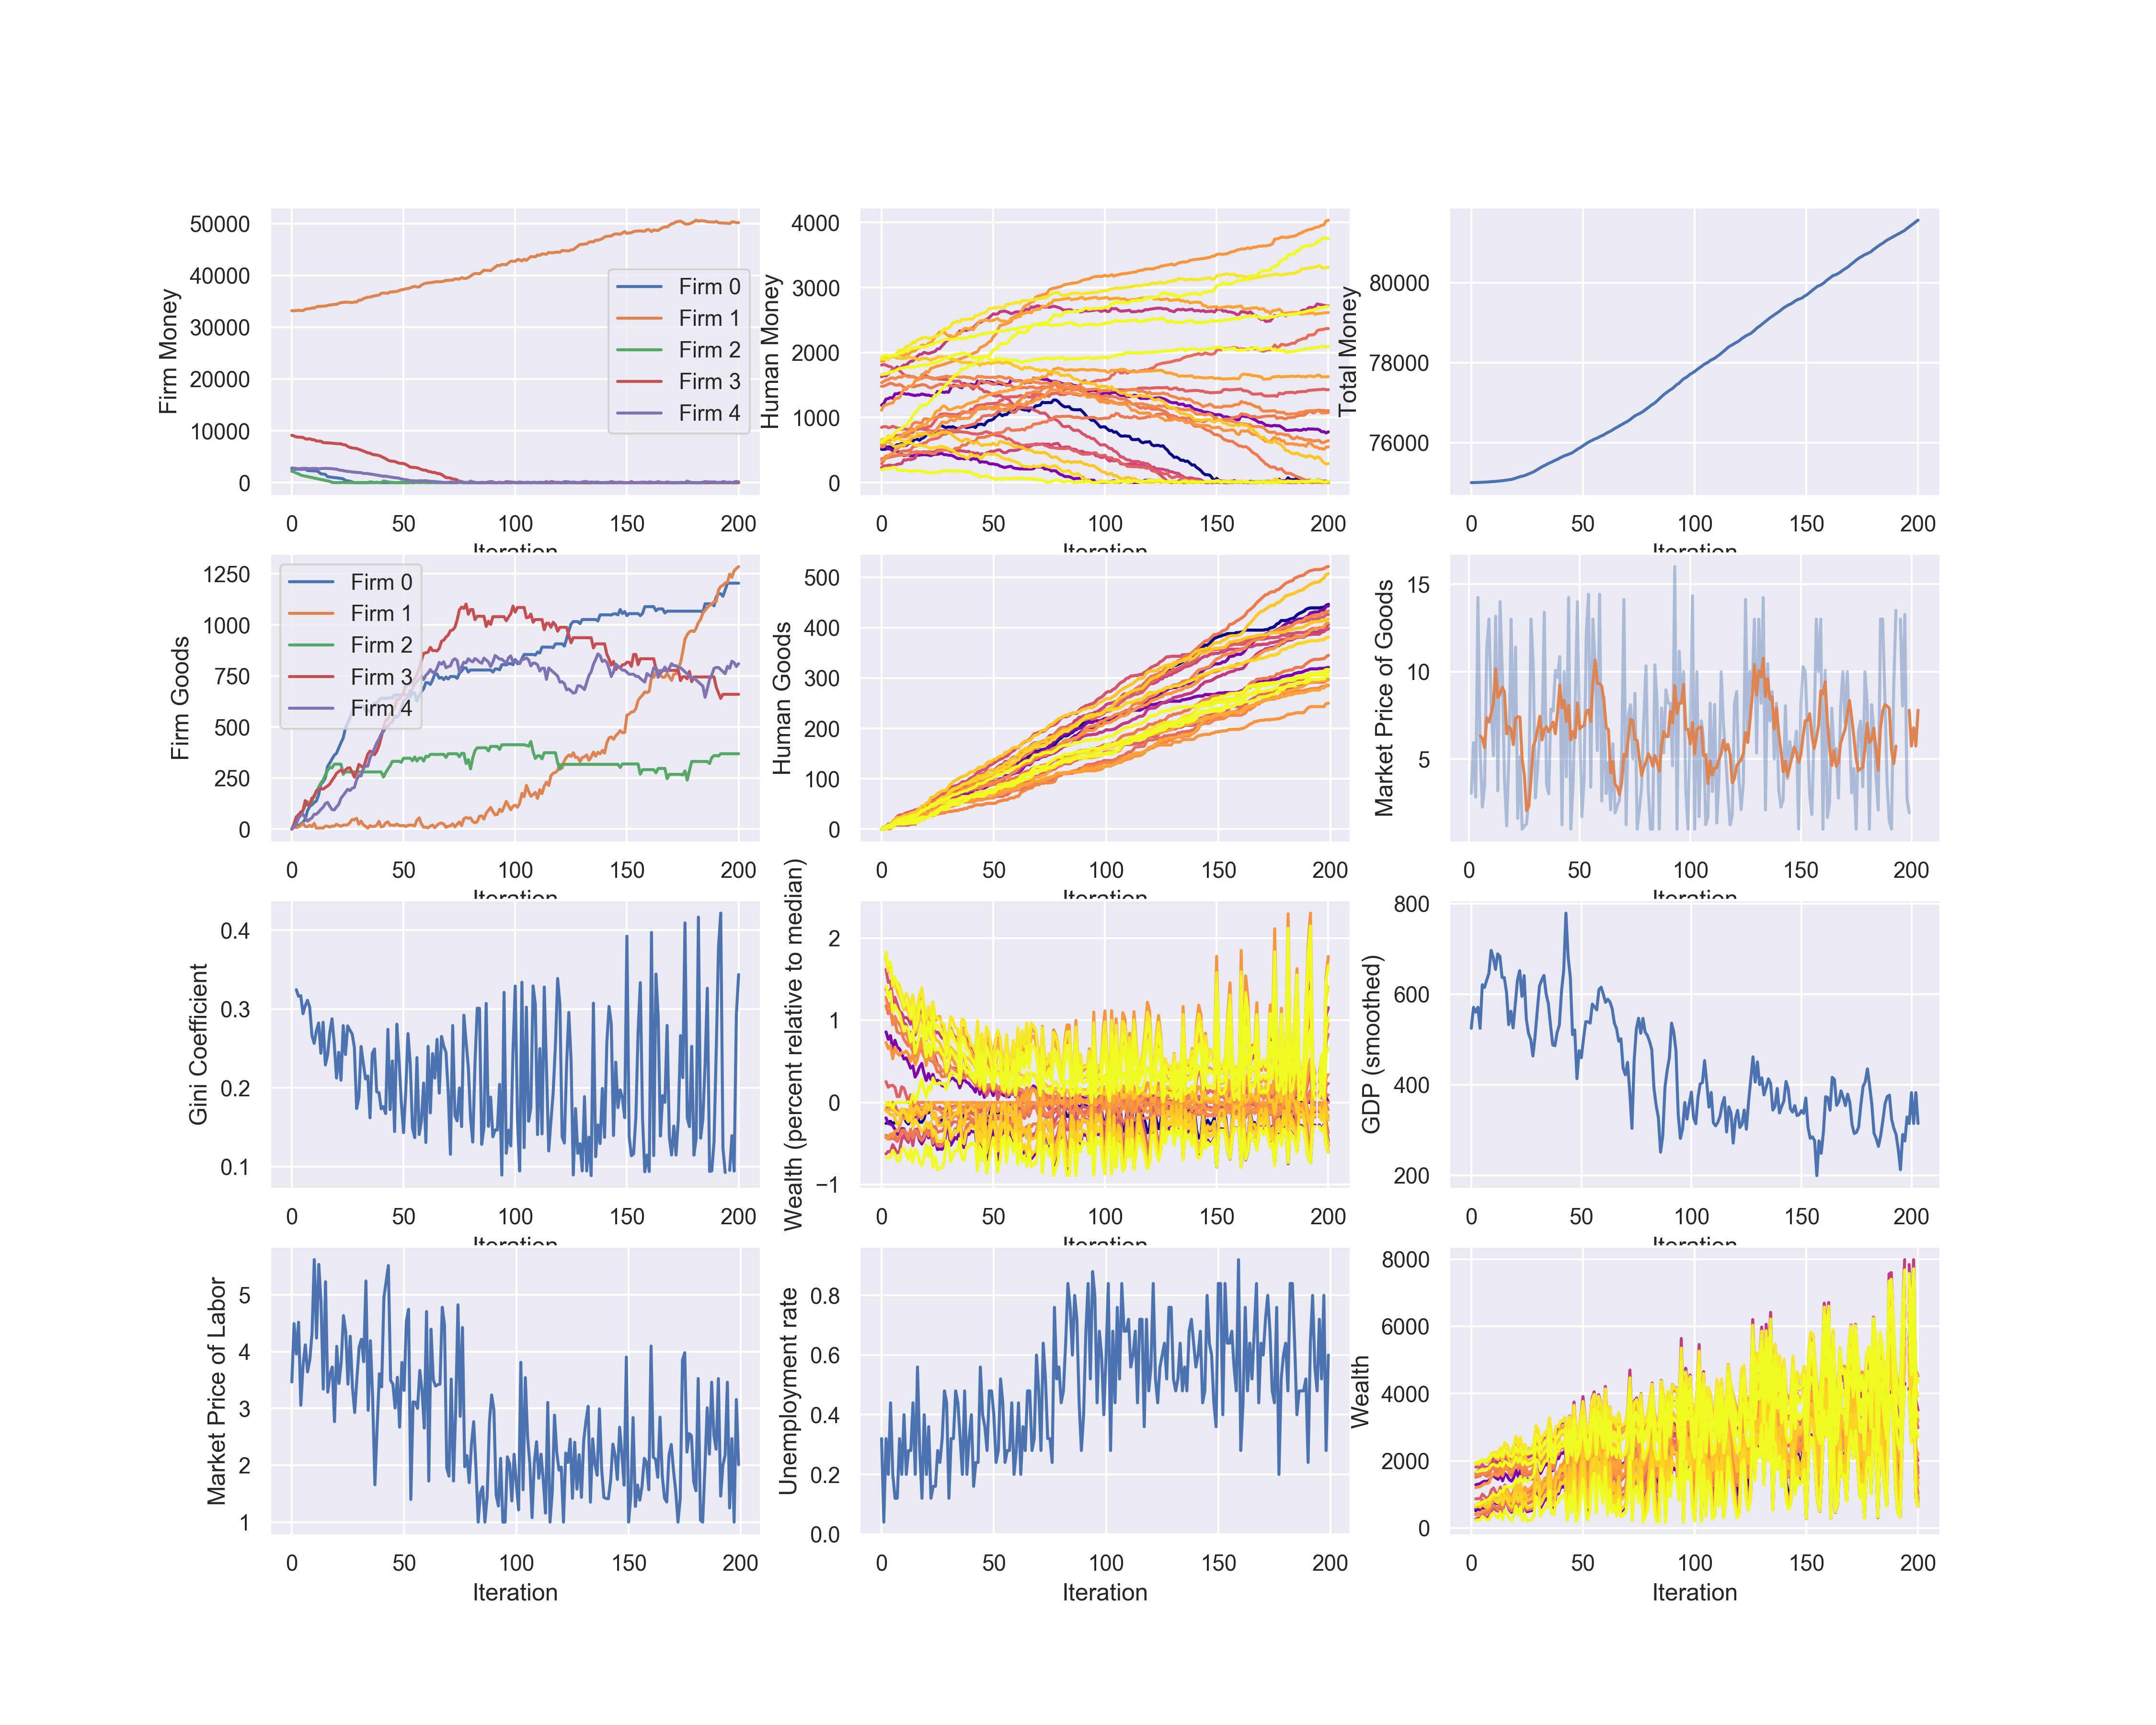 Firm Money
50000
40000
30000
20000
10000
0
Firm 0
Firm 1
Firm 2
Firm 3
Firm 4
0 50 100 150 200
Iteration
Human Money
4000
3000
2000
1000
0
0 50 100 150 200
Iteration
Total Money
80000
78000
76000
0 50 100 150 200
Iteration
Firm Goods
1250
1000
750
500
250
0
Firm 0
Firm 1
Firm 2
Firm 3
Firm 4
0 50 100 150 200
Iteration
Human Goods
500
400
300
200
100
0
0 50 100 150 200
Iteration
Market Price of Goods
15
10
5
0 50 100 150 200
Iteration
Gini Coefficient
0.4
0.3
0.2
0.1
0 50 100 150 200
Iteration
Wealth (percent relative to median)
2
1
0
−1
0 50 100 150 200
Iteration
GDP (smoothed)
800
600
400
200
0 50 100 150 200
Iteration
Market Price of Labor
5
4
3
2
1
0 50 100 150 200
Iteration
Unemployment rate
0.8
0.6
0.4
0.2
0.0
0 50 100 150 200
Iteration
Wealth
8000
6000
4000
2000
0
0 50 100 150 200
Iteration